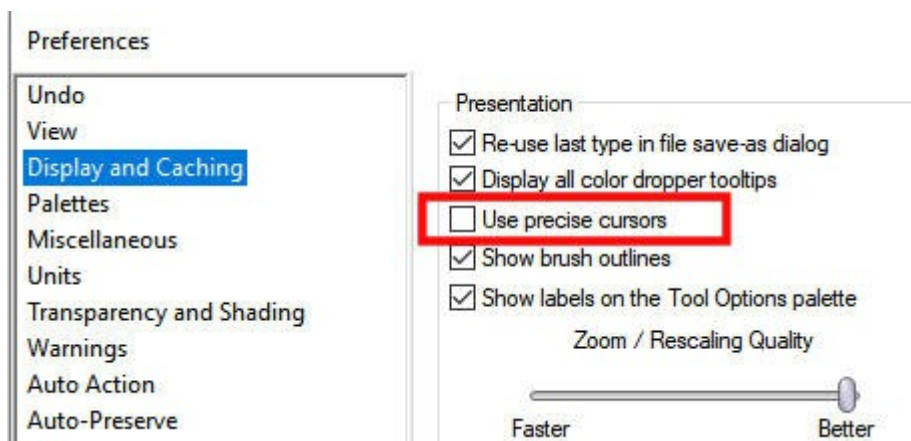 Preferences
Undo
View
Display and Caching
Palettes
Miscellaneous
Units
Transparency and Shading
Warnings
Auto Action
Auto-Preserve
Presentation
Re-use last type in file save-as dialog
Display all color dropper tooltips
Use precise cursors
Show brush outlines
Show labels on the Tool Options palette
Zoom / Rescaling Quality
Faster
Better